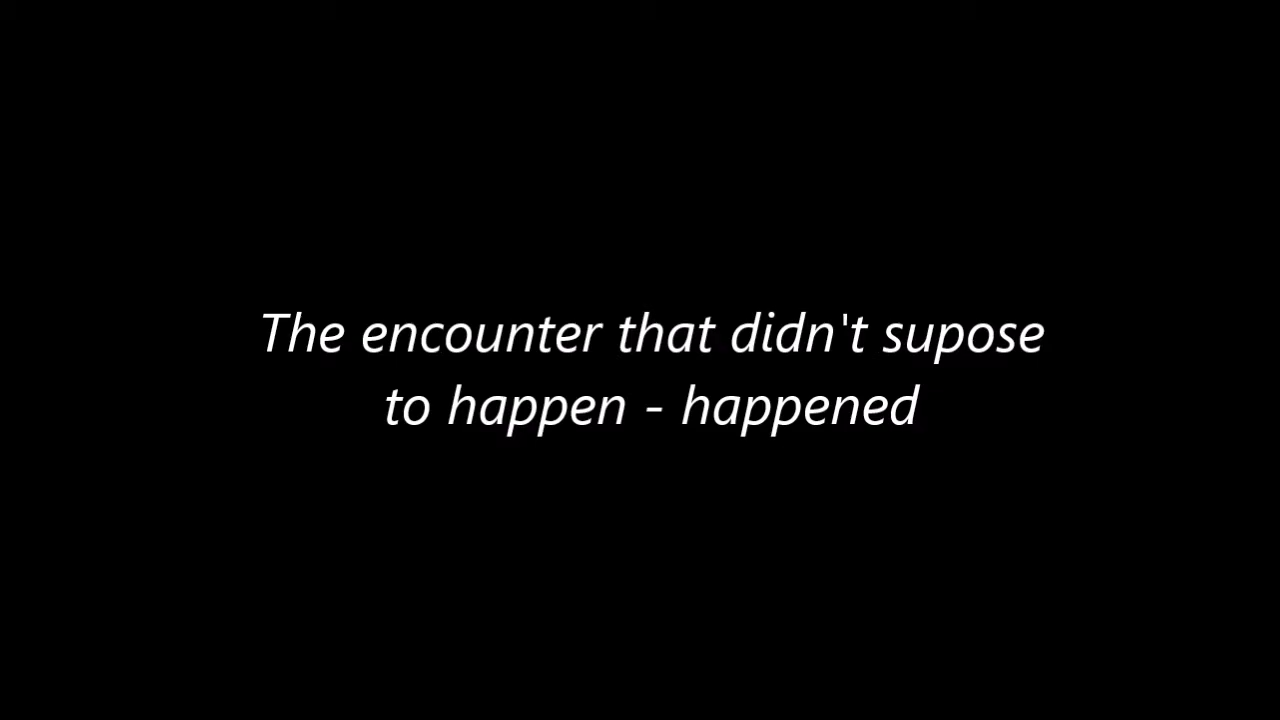 The encounter that didn't supose
to happen - happened